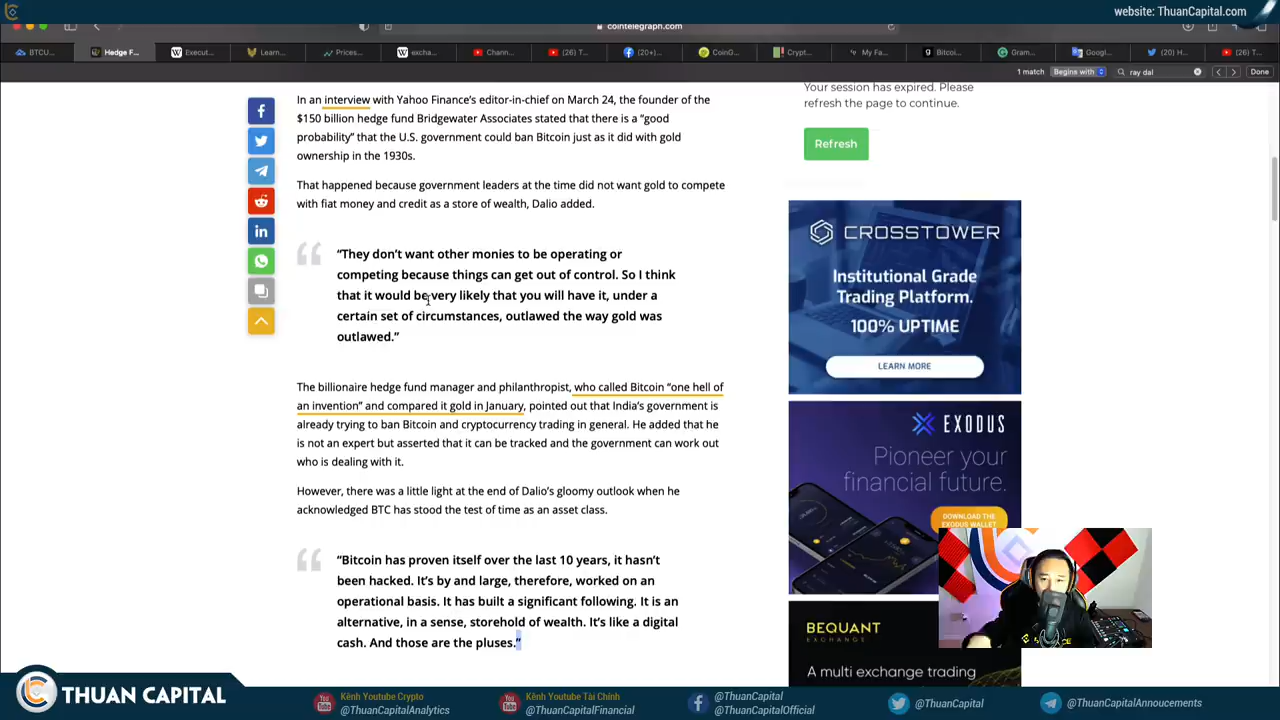 website: ThuanCapital.com
cointelegraph.com
BTCU...
Hedge F...
Execut...
Learn...
Prices...
excha...
Chann...
(26) T...
(20+)...
CoinG...
Crypt...
My Fa...
Bitcoi...
Gram...
Googl...
(20) H...
(26) T...
1 match
Begins with
ray dal
Done
In an interview with Yahoo Finance’s editor-in-chief on March 24, the founder of the
$150 billion hedge fund Bridgewater Associates stated that there is a “good
probability” that the U.S. government could ban Bitcoin just as it did with gold
ownership in the 1930s.
That happened because government leaders at the time did not want gold to compete
with fiat money and credit as a store of wealth, Dalio added.
“They don’t want other monies to be operating or
competing because things can get out of control. So I think
that it would be very likely that you will have it, under a
certain set of circumstances, outlawed the way gold was
outlawed.”
The billionaire hedge fund manager and philanthropist, who called Bitcoin “one hell of
an invention” and compared it gold in January, pointed out that India’s government is
already trying to ban Bitcoin and cryptocurrency trading in general. He added that he
is not an expert but asserted that it can be tracked and the government can work out
who is dealing with it.
However, there was a little light at the end of Dalio’s gloomy outlook when he
acknowledged BTC has stood the test of time as an asset class.
“Bitcoin has proven itself over the last 10 years, it hasn’t
been hacked. It’s by and large, therefore, worked on an
operational basis. It has built a significant following. It is an
alternative, in a sense, storehold of wealth. It’s like a digital
cash. And those are the pluses.”
Your session has expired. Please
refresh the page to continue.
Refresh
CROSSTOWER
Institutional Grade
Trading Platform.
100% UPTIME
LEARN MORE
EXODUS
Pioneer your
financial future.
DOWNLOAD THE
EXODUS WALLET
BEQUANT
EXCHANGE
A multi exchange trading
THUAN CAPITAL
Kênh Youtube Crypto
@ThuanCapitalAnalytics
Kênh Youtube Tài Chính
@ThuanCapitalFinancial
@ThuanCapital
@ThuanCapitalOfficial
@ThuanCapital
@ThuanCapitalAnnoucements